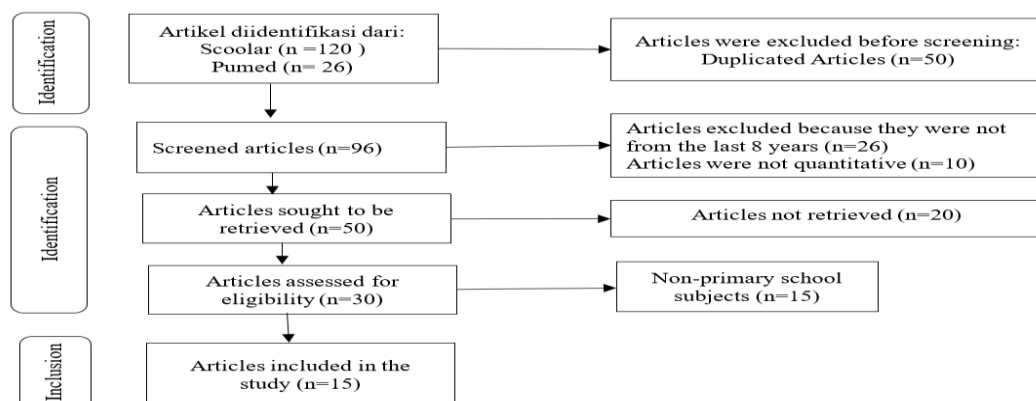 Identification
Artikel diidentifikasi dari:
Scoolar (n =120 )
Pumed (n= 26)
Articles were excluded before screening:
Duplicated Articles (n=50)
Identification
Screened articles (n=96)
Articles excluded because they were not
from the last 8 years (n=26)
Articles were not quantitative (n=10)
Articles sought to be
retrieved (n=50)
Articles not retrieved (n=20)
Articles assessed for
eligibility (n=30)
Non-primary school
subjects (n=15)
Inclusion
Articles included in the
study (n=15)